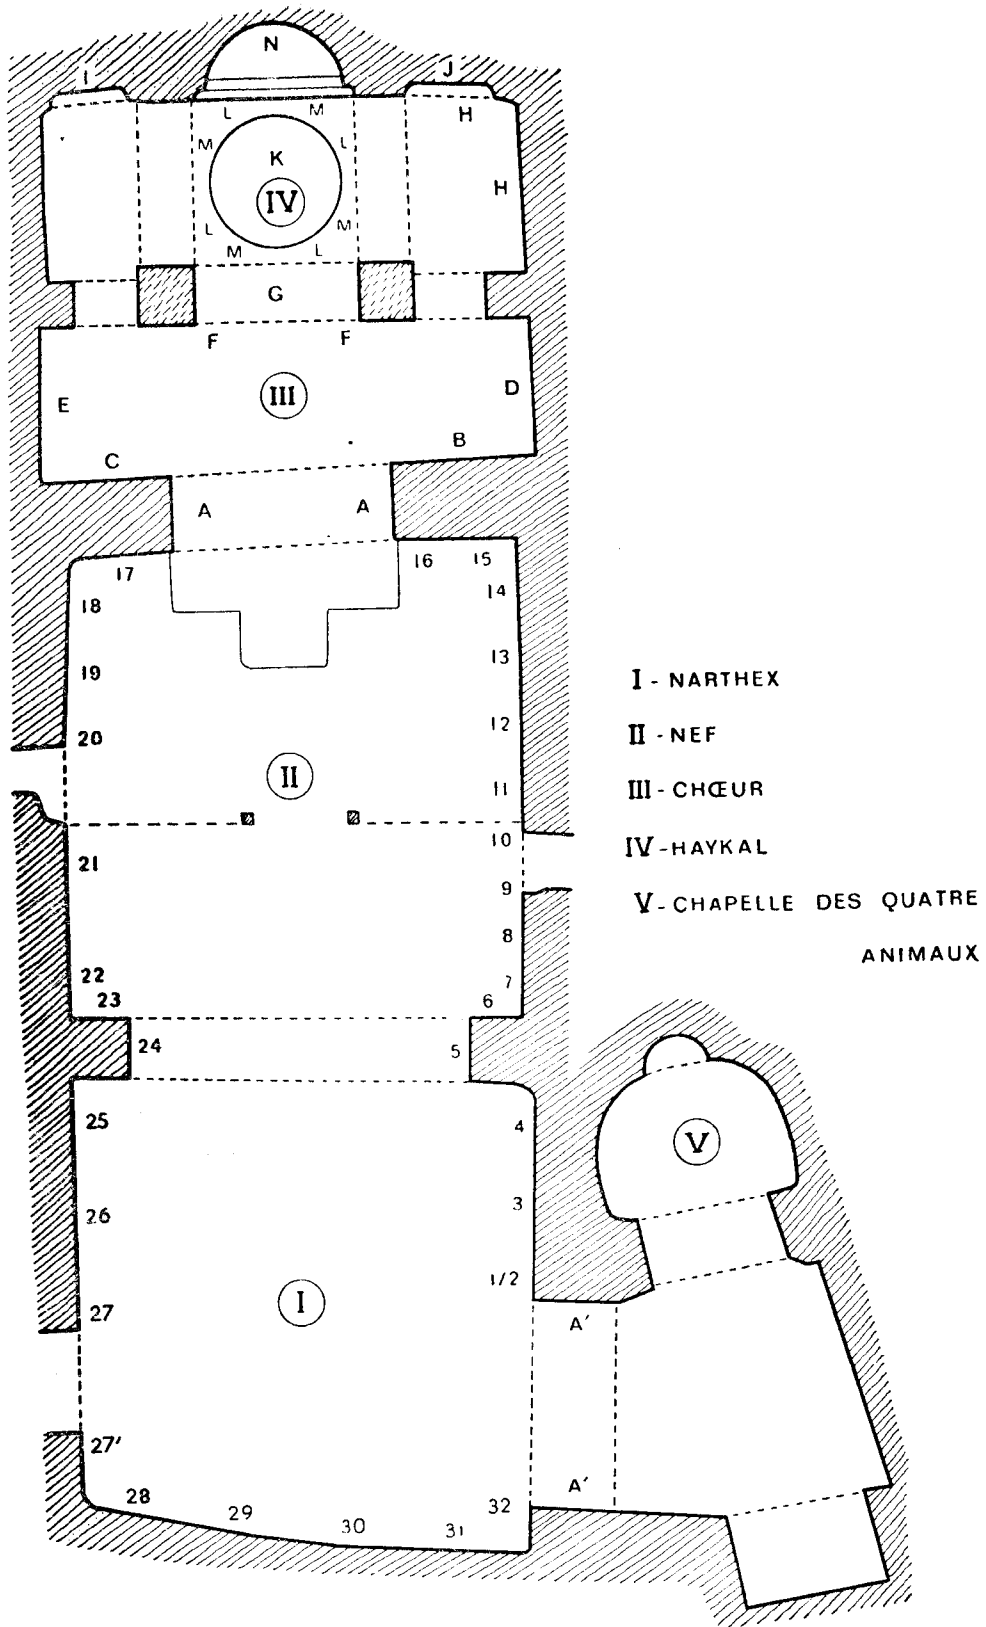 N
I J
L M H
M L
K
IV H
L M
M L
G
F F
III D
E
B
C
A A
16 15
17 14
18
13
19
12
20
II
11
10
21
9
8
22 7
23 6
24 5
25 4
3
26
1/2
27 I
A′
27′
A′
28 32
29 30 31
I - NARTHEX
II - NEF
III - CHŒUR
IV - HAYKAL
V - CHAPELLE DES QUATRE
ANIMAUX
V